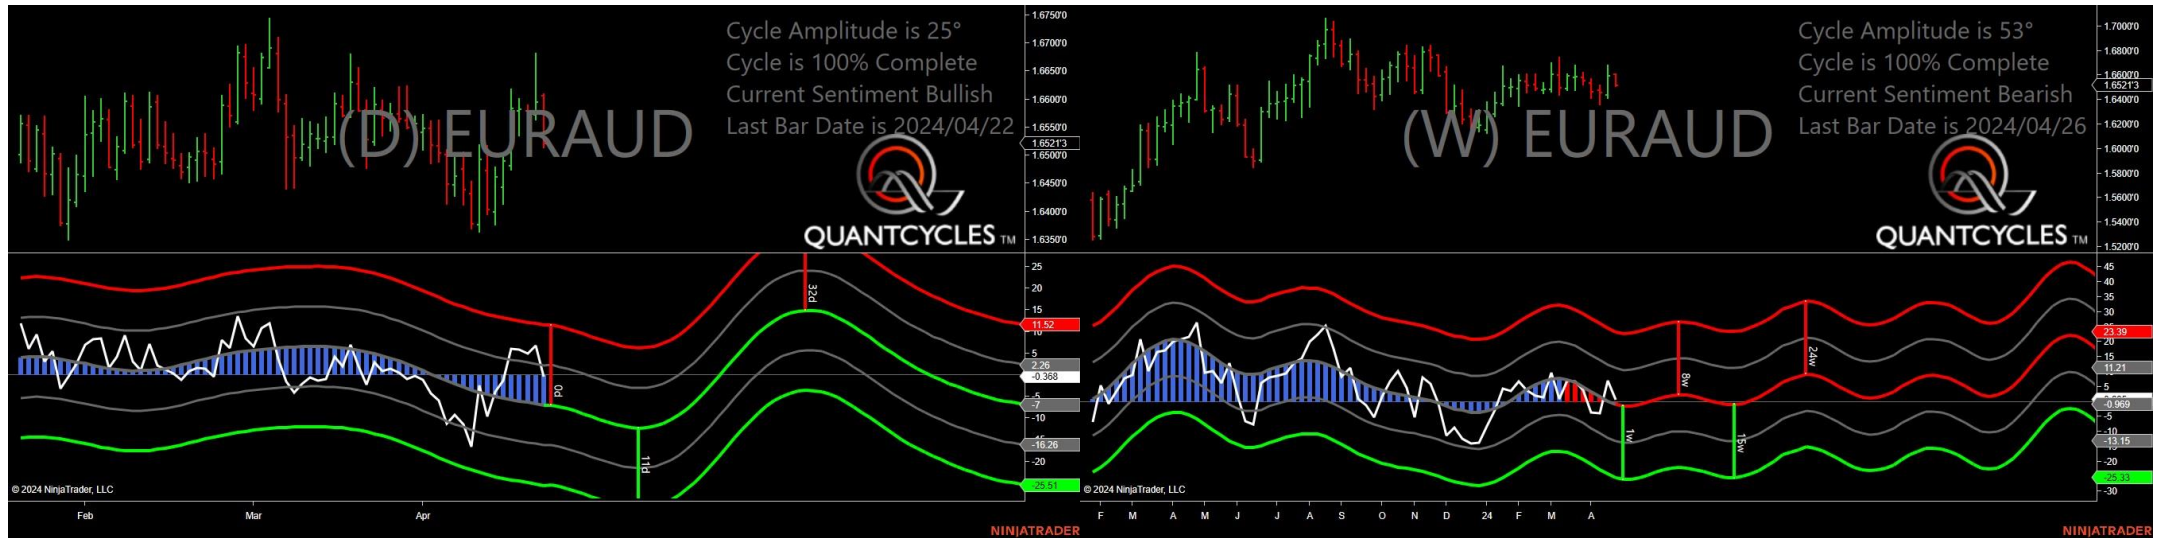 Cycle Amplitude is 25°
Cycle is 100% Complete
Current Sentiment Bullish
Last Bar Date is 2024/04/22
(D) EURAUD
QUANTCYCLES TM
1.6750'0
1.6700'0
1.6650'0
1.6600'0
1.6550'0
1.6521'3
1.6500'0
1.6450'0
1.6400'0
1.6350'0
25
20
15
11.52
5
2.26
-0.368
-7
-10
-16.26
-20
-25.51
32d
0d
11d
© 2024 NinjaTrader, LLC
Feb
Mar
Apr
NINJATRADER
Cycle Amplitude is 53°
Cycle is 100% Complete
Current Sentiment Bearish
Last Bar Date is 2024/04/26
(W) EURAUD
QUANTCYCLES TM
1.7000'0
1.6800'0
1.6600'0
1.6521'3
1.6400'0
1.6200'0
1.6000'0
1.5800'0
1.5600'0
1.5400'0
1.5200'0
45
35
30
23.39
20
15
11.21
5
-0.969
-5
-13.15
-20
-25.33
-30
8w
24w
1w
15w
© 2024 NinjaTrader, LLC
F M A M J J A S O N D 24 F M A
NINJATRADER